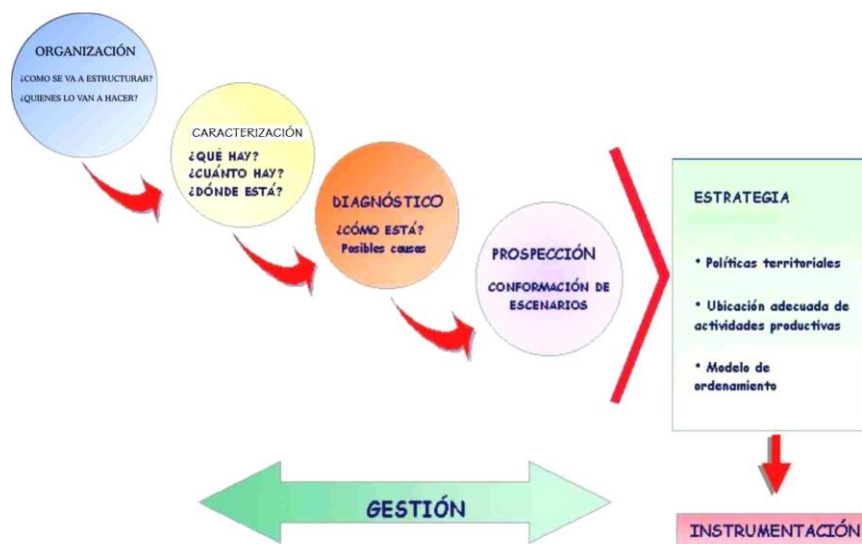 ORGANIZACIÓN
¿COMO SE VA A ESTRUCTURAR?
¿QUIENES LO VAN A HACER?
CARACTERIZACIÓN
¿QUÉ HAY?
¿CUÁNTO HAY?
¿DÓNDE ESTÁ?
DIAGNÓSTICO
¿CÓMO ESTÁ?
Posibles causas
PROSPECCIÓN
CONFORMACIÓN DE
ESCENARIOS
ESTRATEGIA
* Políticas territoriales
* Ubicación adecuada de
actividades productivas
* Modelo de
ordenamiento
GESTIÓN
INSTRUMENTACIÓN